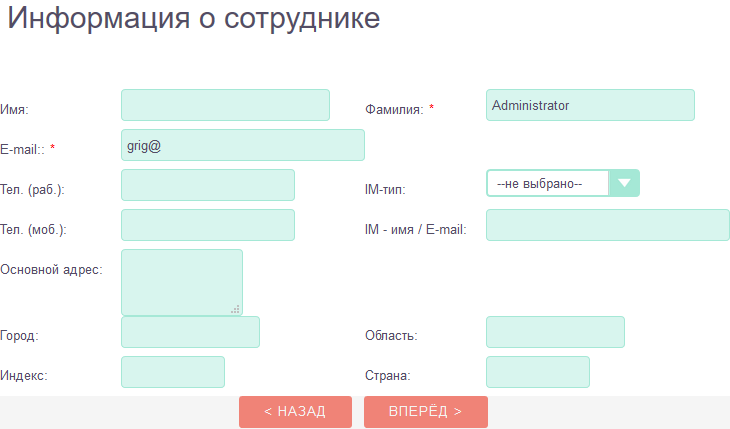 Информация о сотруднике
Имя: Фамилия: * Administrator
E-mail:: * grig@
Тел. (раб.): IM-тип: --не выбрано--
Тел. (моб.): IM - имя / E-mail:
Основной адрес:
Город: Область:
Индекс: Страна:
< НАЗАД ВПЕРЁД >